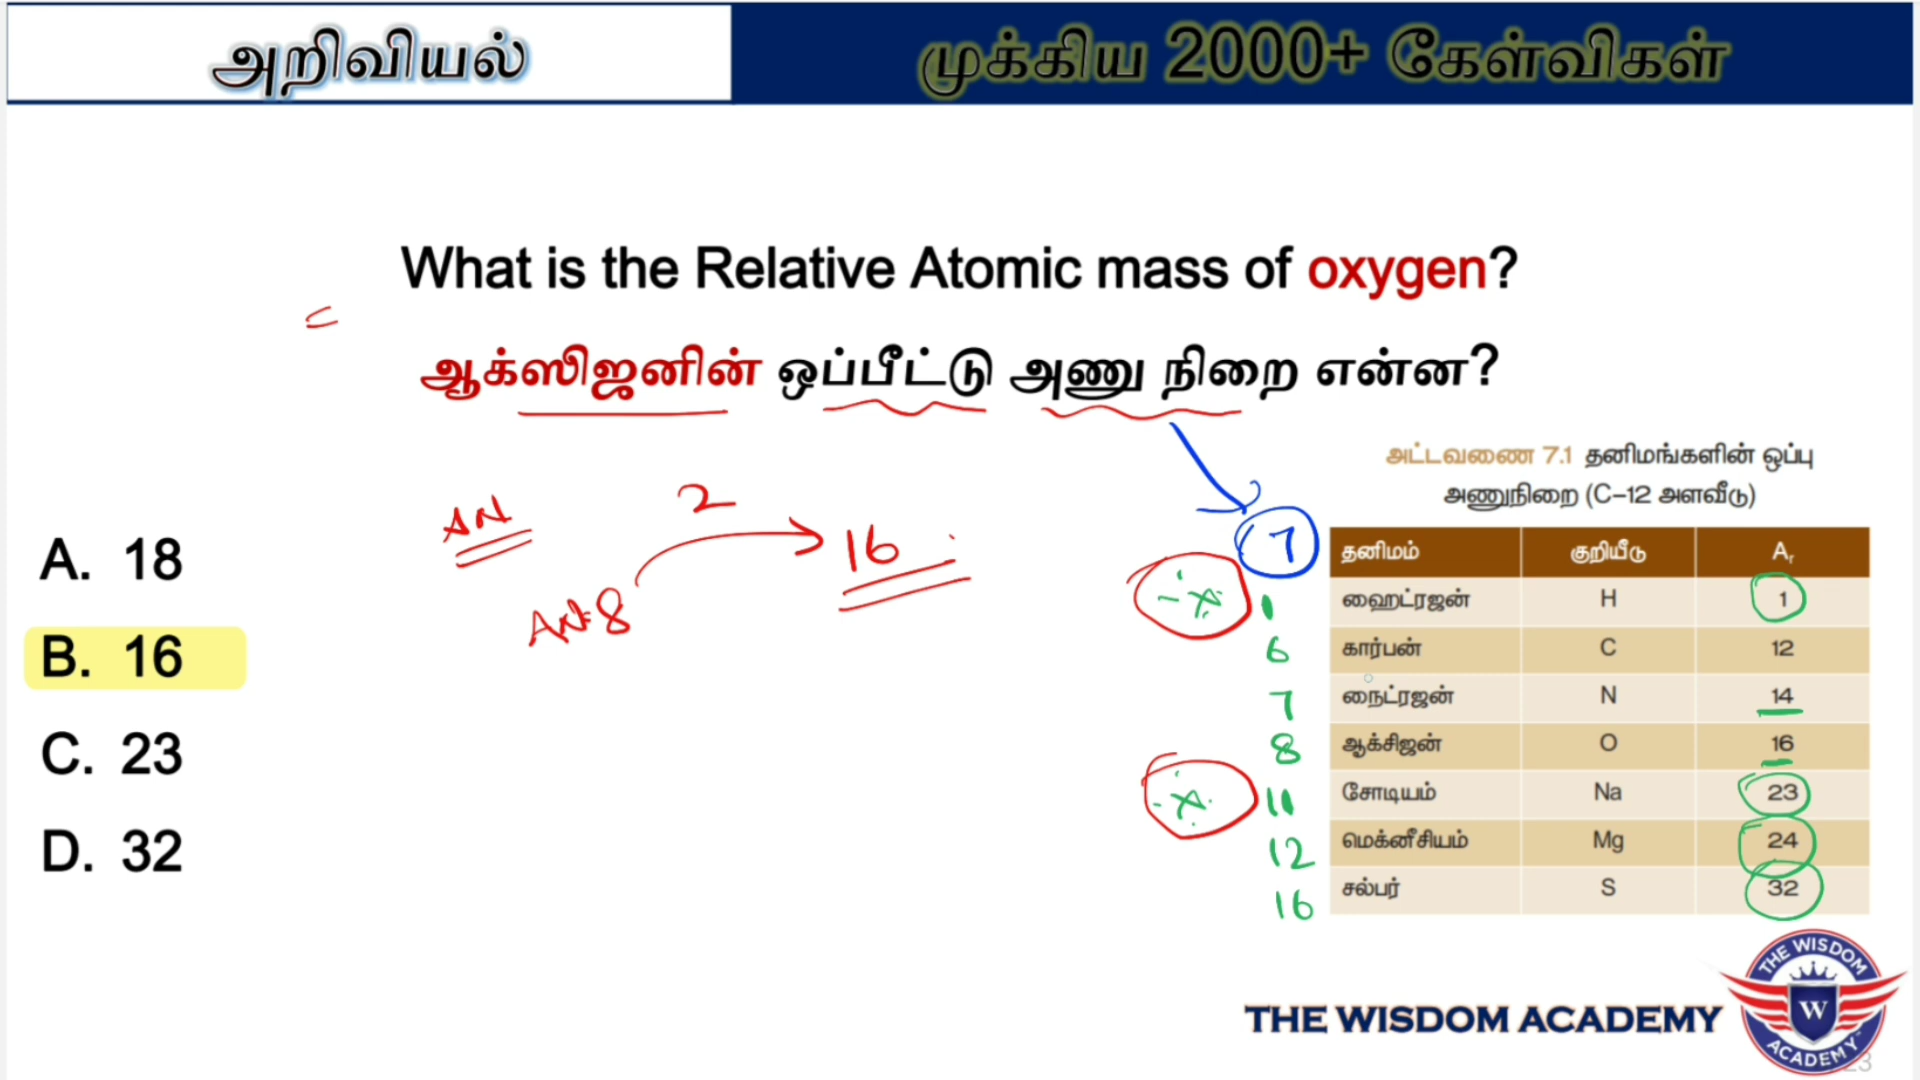 அறிவியல்
முக்கிய 2000+ கேள்விகள்
What is the Relative Atomic mass of oxygen?
ஆக்ஸிஜனின் ஒப்பீட்டு அணு நிறை என்ன?
AN
2
16
AN-8
A. 18
B. 16
C. 23
D. 32
அட்டவணை 7.1 தனிமங்களின் ஒப்பு
அணுநிறை (C–12 அளவீடு)
7
தனிமம் குறியீடு Ar
1 ஹைட்ரஜன் H 1
6 கார்பன் C 12
7 நைட்ரஜன் N 14
8 ஆக்சிஜன் O 16
11 சோடியம் Na 23
12 மெக்னீசியம் Mg 24
16 சல்பர் S 32
THE WISDOM ACADEMY
THE WISDOM
W
ACADEMY